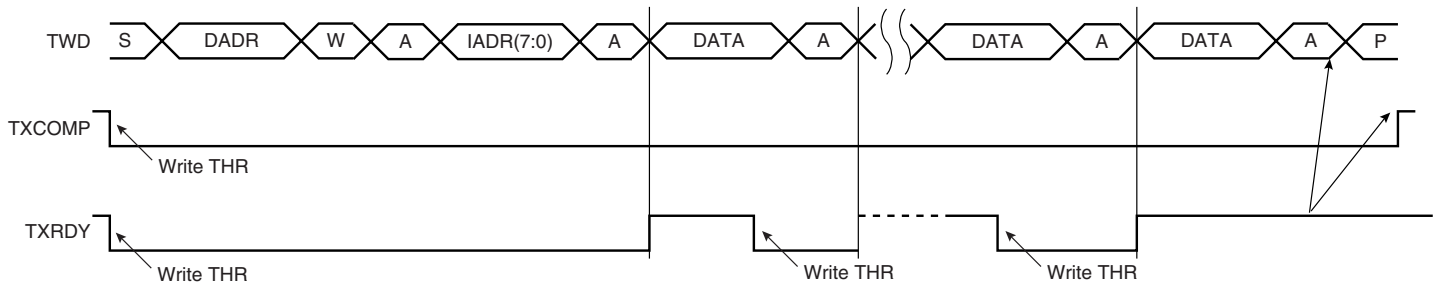 TWD S DADR W A IADR(7:0) A DATA A DATA A DATA A P
TXCOMP
Write THR
TXRDY
Write THR Write THR Write THR